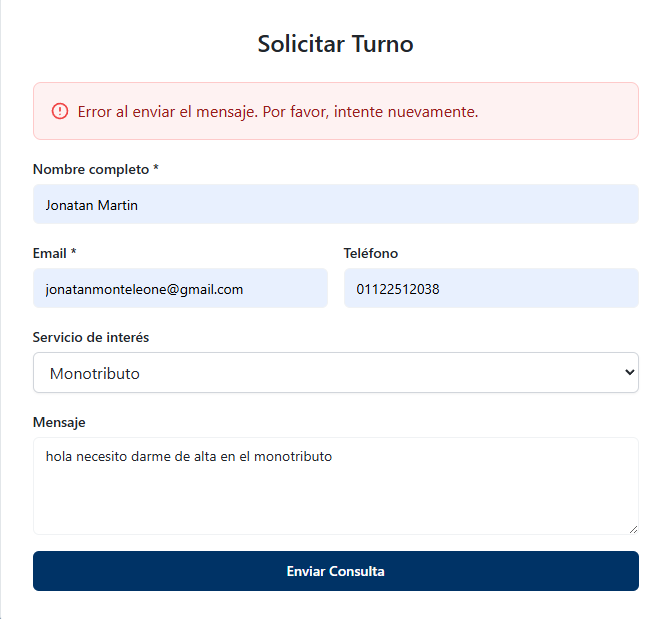 Solicitar Turno
Error al enviar el mensaje. Por favor, intente nuevamente.
Nombre completo *
Jonatan Martin
Email *
Teléfono
jonatanmonteleone@gmail.com
01122512038
Servicio de interés
Monotributo
Mensaje
hola necesito darme de alta en el monotributo
Enviar Consulta